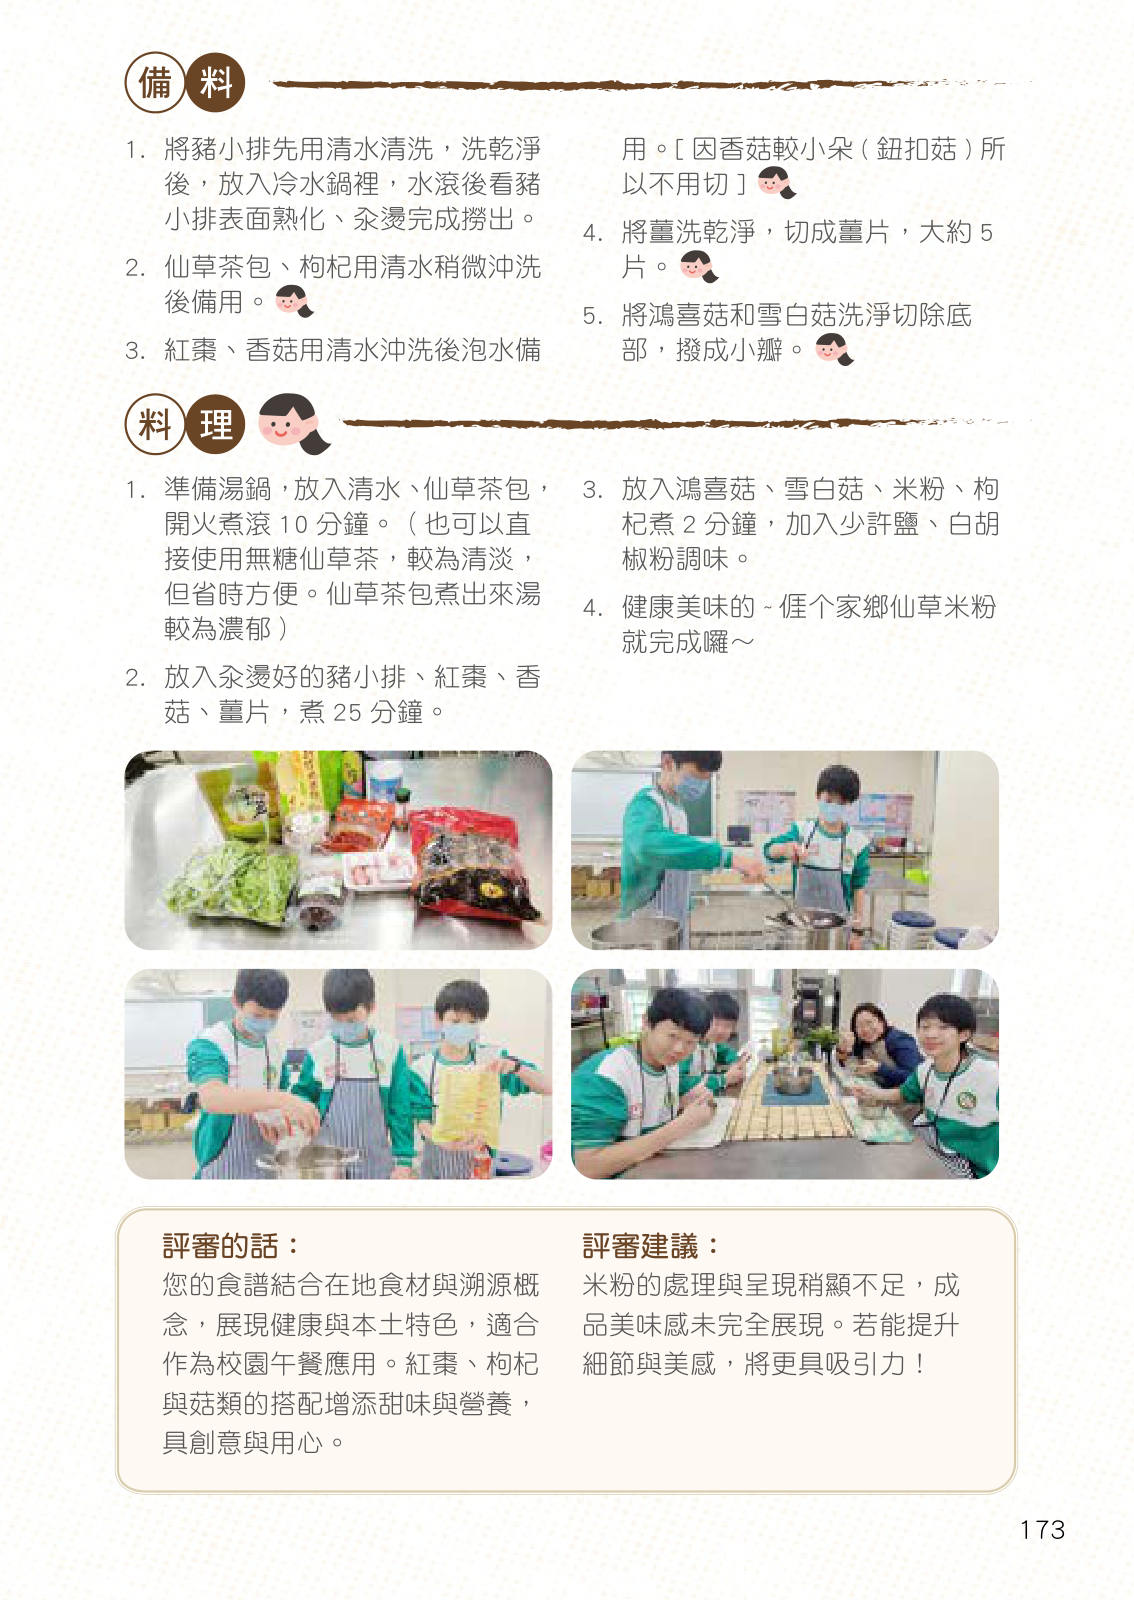 備料
1. 將豬小排先用清水清洗，洗乾淨
後，放入冷水鍋裡，水滾後看豬
小排表面熟化、汆燙完成撈出。
2. 仙草茶包、枸杞用清水稍微沖洗
後備用。
3. 紅棗、香菇用清水沖洗後泡水備
用。[ 因香菇較小朵 ( 鈕扣菇 ) 所
以不用切 ]
4. 將薑洗乾淨，切成薑片，大約 5
片。
5. 將鴻喜菇和雪白菇洗淨切除底
部，撥成小瓣。
料理
1. 準備湯鍋，放入清水、仙草茶包，
開火煮滾 10 分鐘。（也可以直
接使用無糖仙草茶，較為清淡，
但省時方便。仙草茶包煮出來湯
較為濃郁）
2. 放入汆燙好的豬小排、紅棗、香
菇、薑片，煮 25 分鐘。
3. 放入鴻喜菇、雪白菇、米粉、枸
杞煮 2 分鐘，加入少許鹽、白胡
椒粉調味。
4. 健康美味的 ~ 𠊎个家鄉仙草米粉
就完成囉～
評審的話：
您的食譜結合在地食材與溯源概
念，展現健康與本土特色，適合
作為校園午餐應用。紅棗、枸杞
與菇類的搭配增添甜味與營養，
具創意與用心。
評審建議：
米粉的處理與呈現稍顯不足，成
品美味感未完全展現。若能提升
細節與美感，將更具吸引力！
173